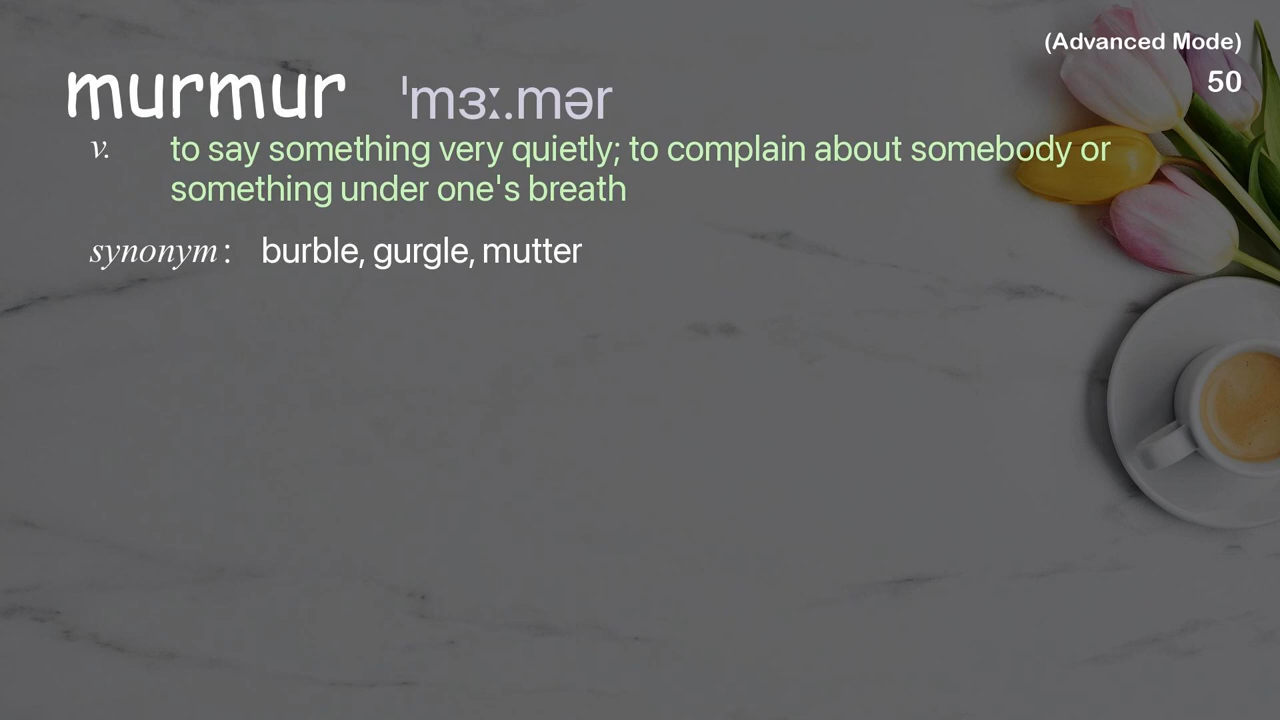 (Advanced Mode)
50
murmur ˈmɜː.mər
v. to say something very quietly; to complain about somebody or
something under one's breath
synonym : burble, gurgle, mutter